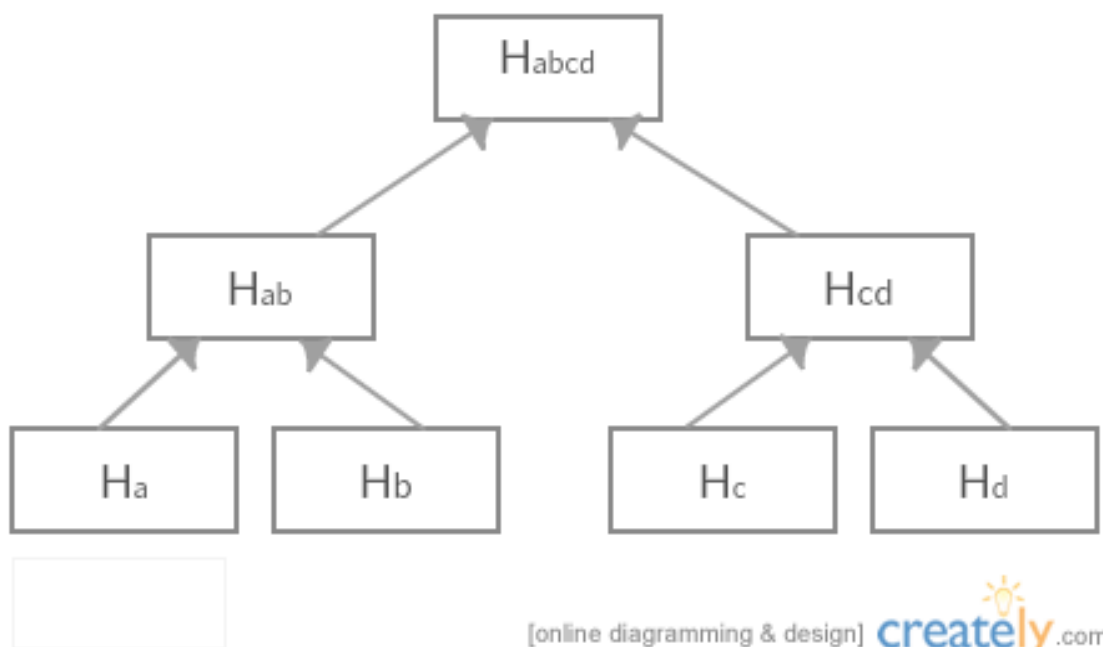 Habcd
Hab
Hcd
Ha
Hb
Hc
Hd
[online diagramming & design] creately.com